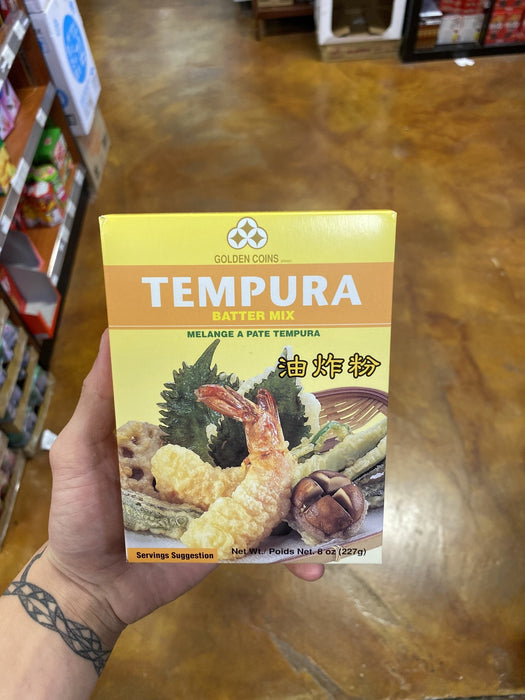 GOLDEN COINS BRAND
TEMPURA
BATTER MIX
MELANGE A PATE TEMPURA
油炸粉
Servings Suggestion
Net Wt./ Poids Net. 8 oz (227g)